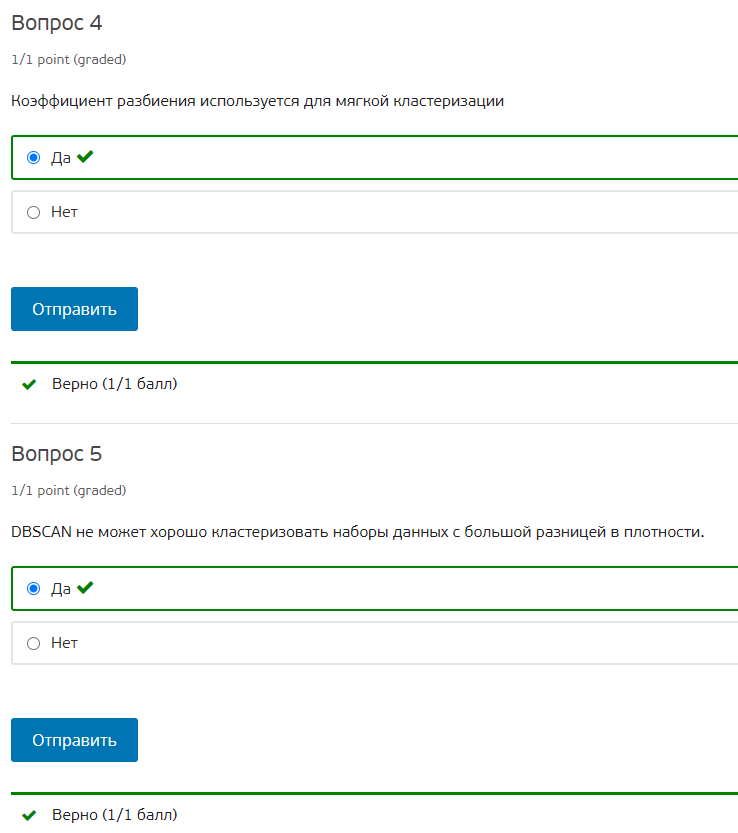 Вопрос 4
1/1 point (graded)
Коэффициент разбиения используется для мягкой кластеризации
Да
Нет
Отправить
Верно (1/1 балл)
Вопрос 5
1/1 point (graded)
DBSCAN не может хорошо кластеризовать наборы данных с большой разницей в плотности.
Да
Нет
Отправить
Верно (1/1 балл)